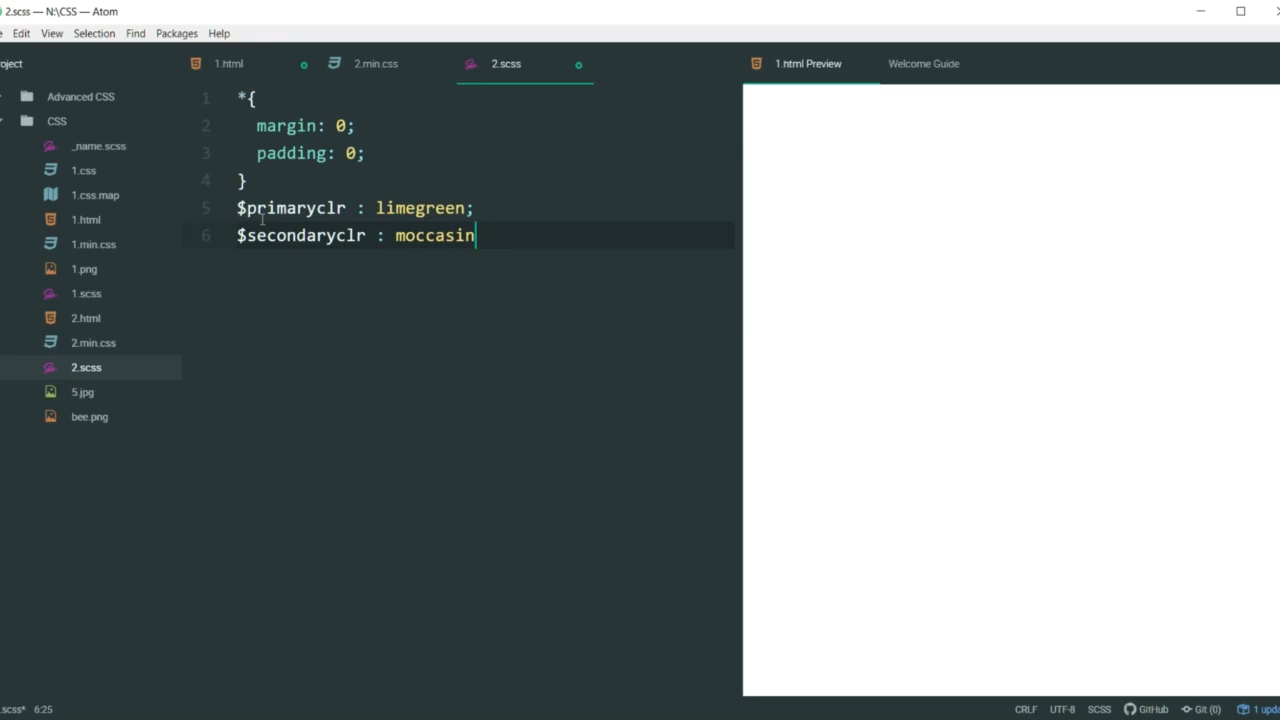 2.scss — N:\CSS — Atom
Edit View Selection Find Packages Help
oject
1.html
2.min.css
2.scss
1.html Preview
Welcome Guide
Advanced CSS
CSS
_name.scss
1.css
1.css.map
1.html
1.min.css
1.png
1.scss
2.html
2.min.css
2.scss
5.jpg
bee.png
1 *{
2 margin: 0;
3 padding: 0;
4 }
5 $primaryclr : limegreen;
6 $secondaryclr : moccasin
.scss* 6:25
CRLF UTF-8 SCSS GitHub Git (0) 1 upda